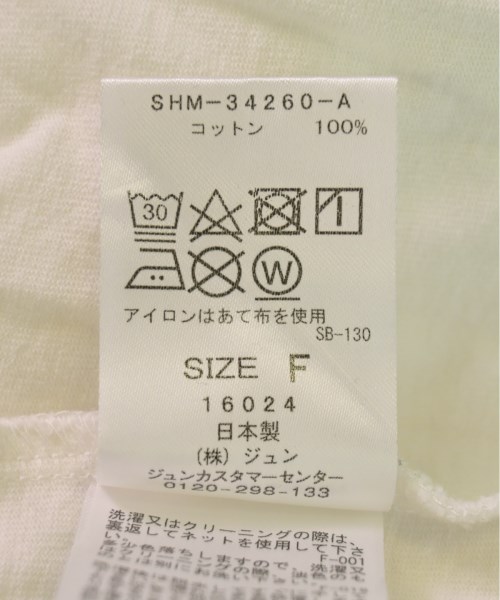 SHM-34260-A
コットン 100%
30
W
アイロンはあて布を使用
SB-130
SIZE F
16024
日本製
(株)ジュン
ジュンカスタマーセンター
0120-298-133
洗濯又はクリーニングの際は、
裏返してネットを使用して下さ
い。 F-001